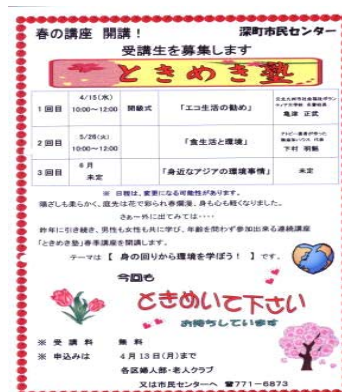 春の講座 開講！
深町市民センター
受講生を募集します
ときめき塾
1回目 4/15(水) 10:00〜12:00 開級式 「エコ生活の勧め」
亀津 正武
2回目 5/26(火) 10:00〜12:00 「食生活と環境」
下村 明魁
3回目 6月 未定 「身近なアジアの環境事情」 未定
※ 日程は、変更になる可能性があります。
陽ざしも柔らかく、庭先は花で彩られ春爛漫、身も心も軽くなりました。
さぁ〜外に出てみては・・・・
昨年に引き続き、男性も女性も共に学び、年齢を問わず参加出来る連続講座
「ときめき塾」春季講座を開講します。
テーマは【 身の回りから環境を学ぼう！ 】です。
今回も
ときめいて下さい
お待ちしています
※ 受 講 料 無 料
※ 申込みは 4月13日(月)まで
各区婦人部・老人クラブ
又は市民センターへ ☎771−6873